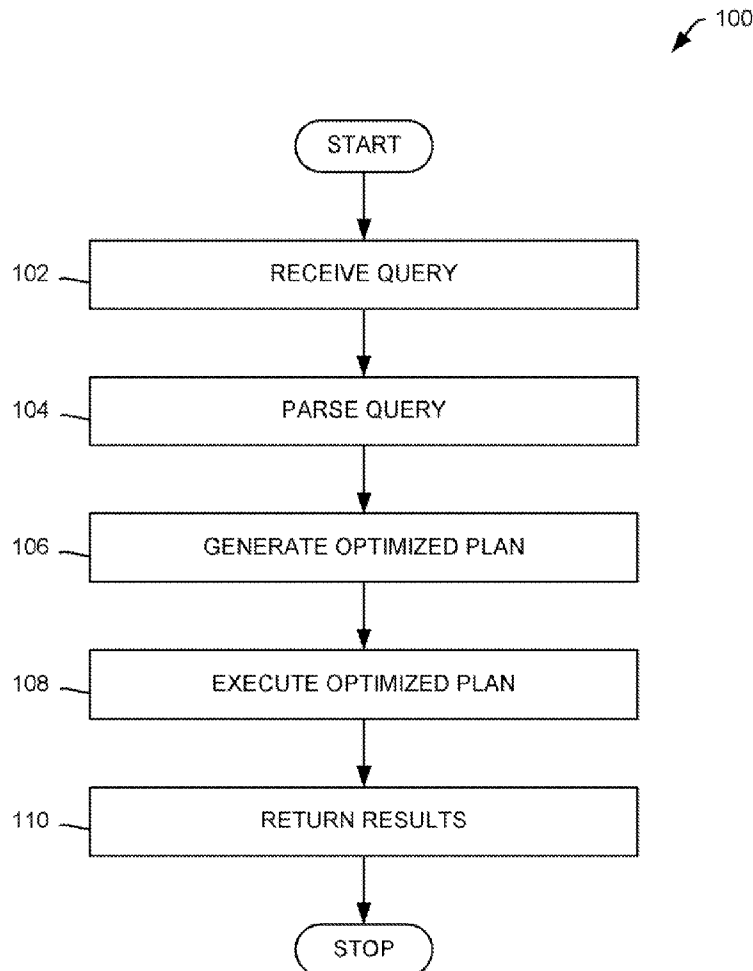 100
START
102 RECEIVE QUERY
104 PARSE QUERY
106 GENERATE OPTIMIZED PLAN
108 EXECUTE OPTIMIZED PLAN
110 RETURN RESULTS
STOP